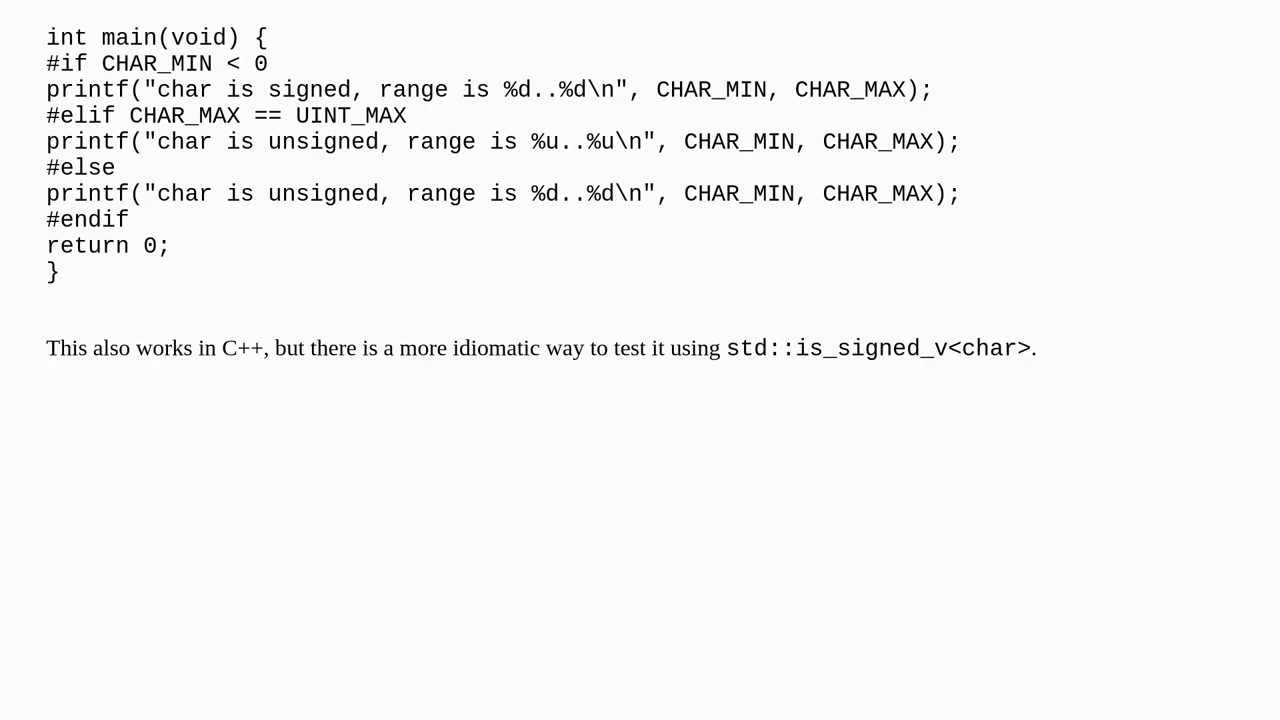 int main(void) {
#if CHAR_MIN < 0
printf("char is signed, range is %d..%d\n", CHAR_MIN, CHAR_MAX);
#elif CHAR_MAX == UINT_MAX
printf("char is unsigned, range is %u..%u\n", CHAR_MIN, CHAR_MAX);
#else
printf("char is unsigned, range is %d..%d\n", CHAR_MIN, CHAR_MAX);
#endif
return 0;
}
This also works in C++, but there is a more idiomatic way to test it using std::is_signed_v<char>.